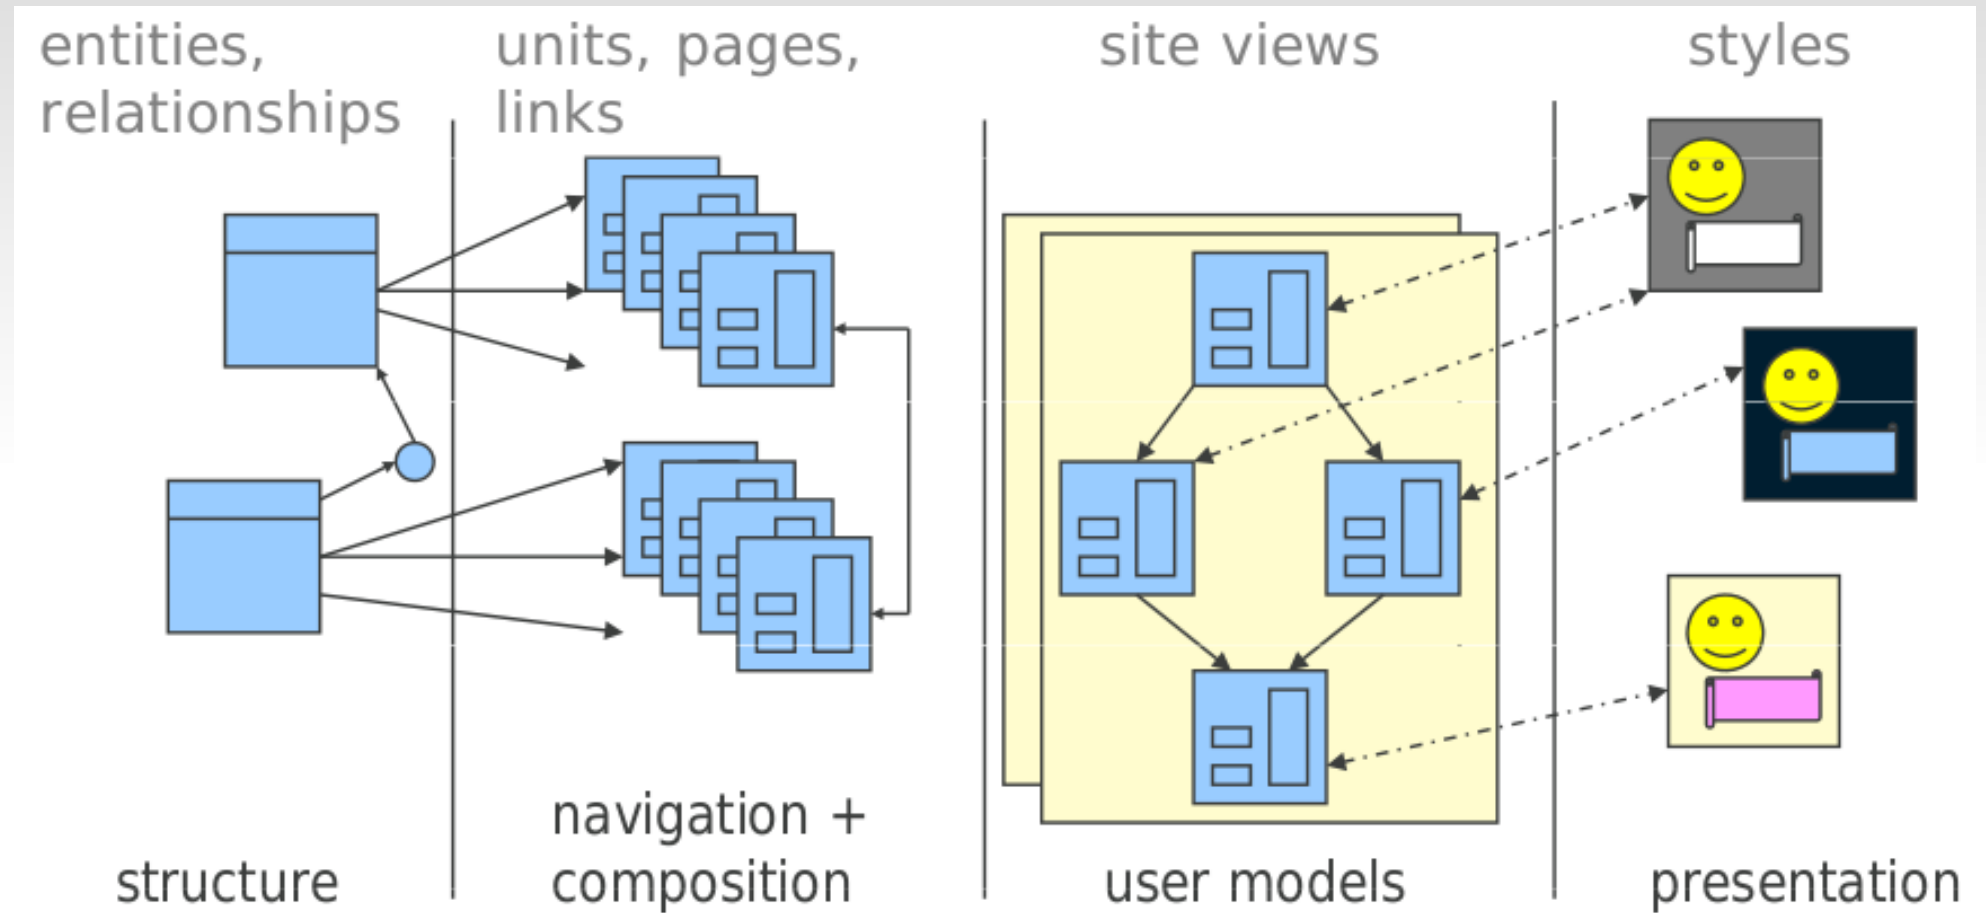 entities,
relationships
units, pages,
links
site views
styles
structure
navigation +
composition
user models
presentation